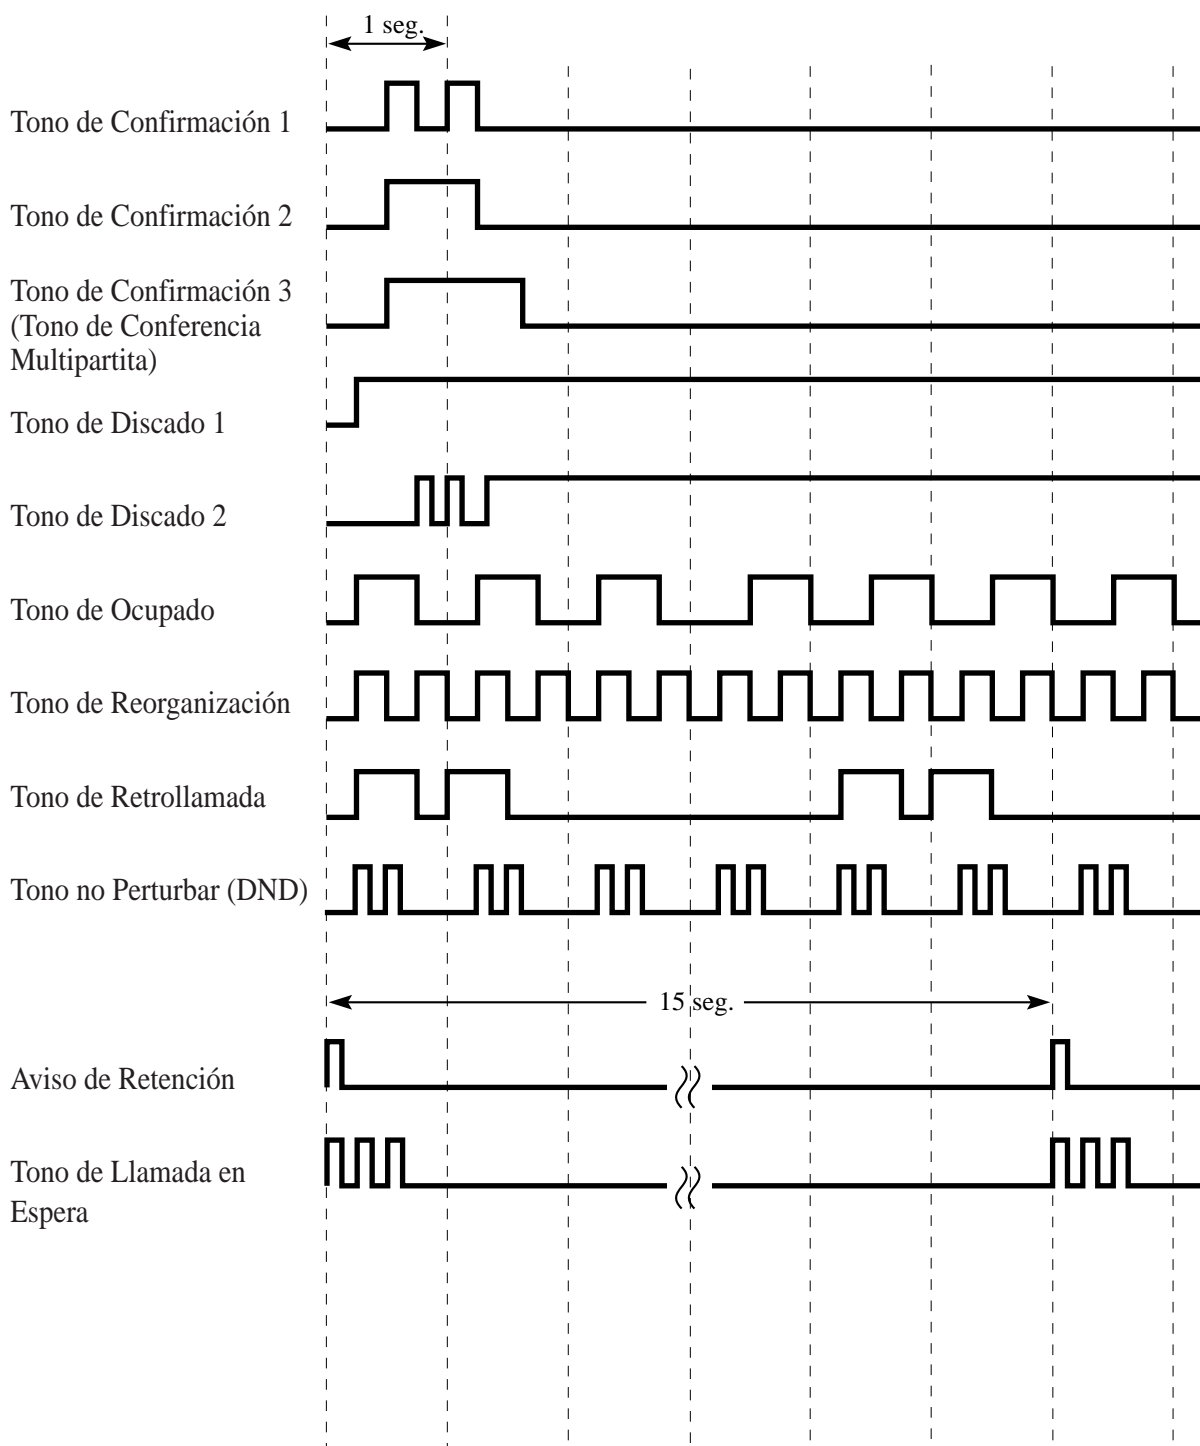 1 seg.
Tono de Confirmación 1
Tono de Confirmación 2
Tono de Confirmación 3
(Tono de Conferencia
Multipartita)
Tono de Discado 1
Tono de Discado 2
Tono de Ocupado
Tono de Reorganización
Tono de Retrollamada
Tono no Perturbar (DND)
15 seg.
Aviso de Retención
Tono de Llamada en
Espera